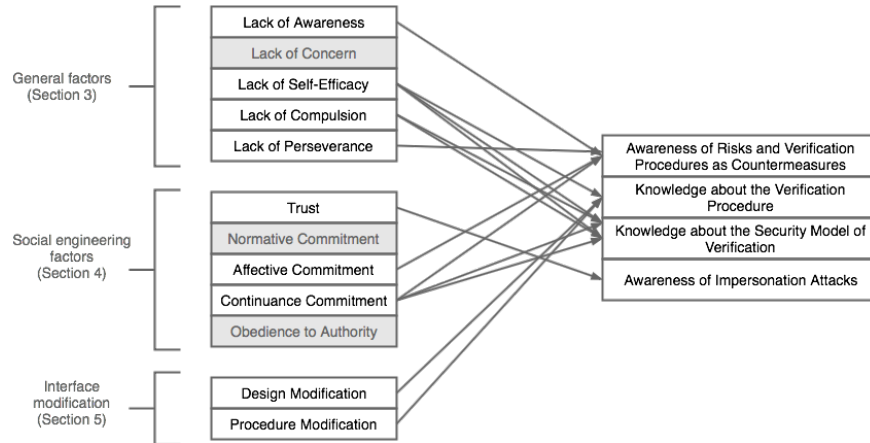 General factors
(Section 3)
Lack of Awareness
Lack of Concern
Lack of Self-Efficacy
Lack of Compulsion
Lack of Perseverance
Social engineering
factors
(Section 4)
Trust
Normative Commitment
Affective Commitment
Continuance Commitment
Obedience to Authority
Interface
modification
(Section 5)
Design Modification
Procedure Modification
Awareness of Risks and Verification
Procedures as Countermeasures
Knowledge about the Verification
Procedure
Knowledge about the Security Model of
Verification
Awareness of Impersonation Attacks